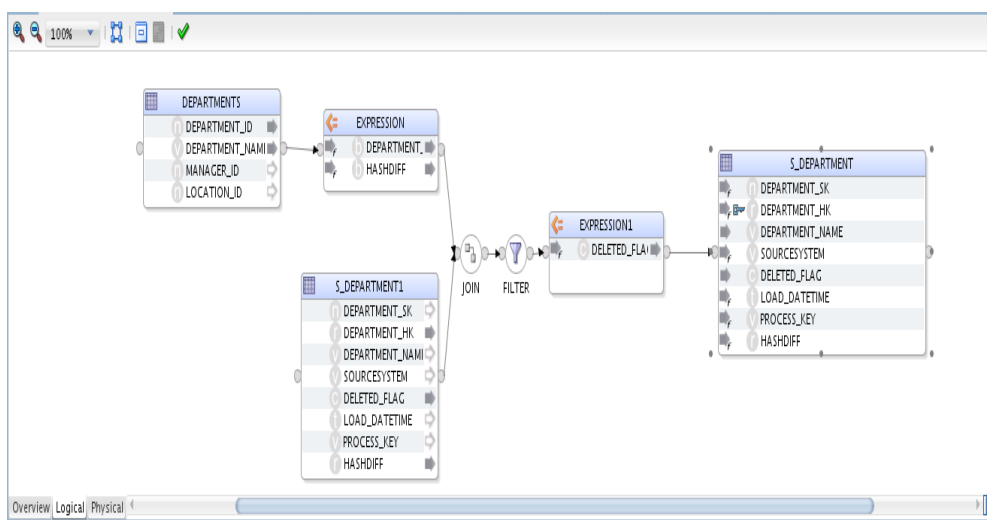 100%
DEPARTMENTS
DEPARTMENT_ID
DEPARTMENT_NAMI
MANAGER_ID
LOCATION_ID
EXPRESSION
DEPARTMENT_
HASHDIFF
S_DEPARTMENT1
DEPARTMENT_SK
DEPARTMENT_HK
DEPARTMENT_NAMI
SOURCESYSTEM
DELETED_FLAG
LOAD_DATETIME
PROCESS_KEY
HASHDIFF
JOIN
FILTER
EXPRESSION1
DELETED_FLA(
S_DEPARTMENT
DEPARTMENT_SK
DEPARTMENT_HK
DEPARTMENT_NAME
SOURCESYSTEM
DELETED_FLAG
LOAD_DATETIME
PROCESS_KEY
HASHDIFF
Overview Logical Physical